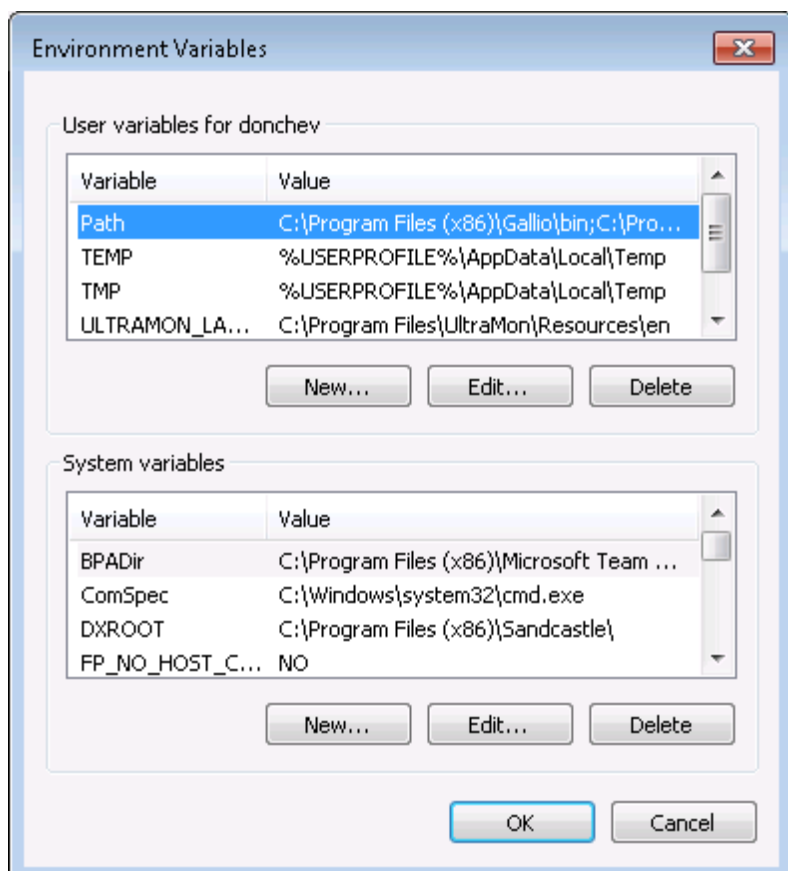 Environment Variables
User variables for donchev
Variable Value
Path C:\Program Files (x86)\Gallio\bin;C:\Pro...
TEMP %USERPROFILE%\AppData\Local\Temp
TMP %USERPROFILE%\AppData\Local\Temp
ULTRAMON_LA... C:\Program Files\UltraMon\Resources\en
New... Edit... Delete
System variables
Variable Value
BPADir C:\Program Files (x86)\Microsoft Team ...
ComSpec C:\Windows\system32\cmd.exe
DXROOT C:\Program Files (x86)\Sandcastle\
FP_NO_HOST_C... NO
New... Edit... Delete
OK Cancel